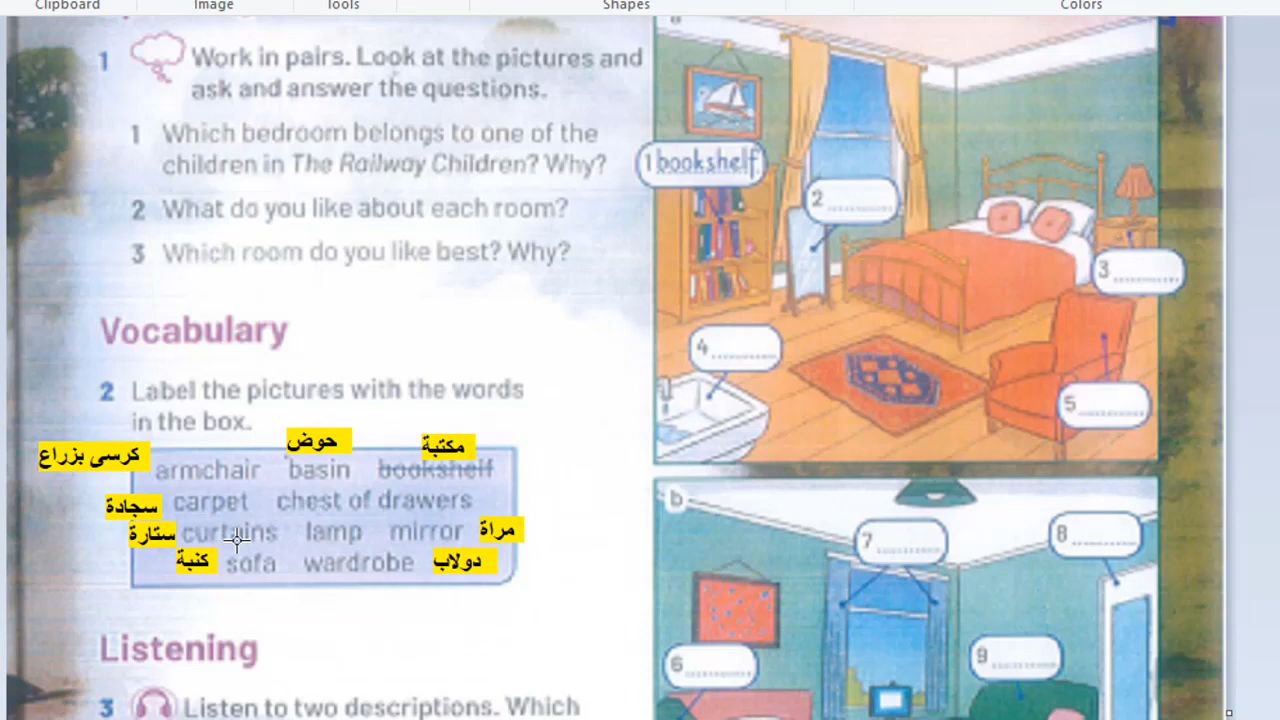 Clipboard
Image
Tools
Shapes
Colors
1 Work in pairs. Look at the pictures and
ask and answer the questions.
1 Which bedroom belongs to one of the
children in The Railway Children? Why?
2 What do you like about each room?
3 Which room do you like best? Why?
Vocabulary
2 Label the pictures with the words
in the box.
كرسى بزراع
حوض
مكتبة
armchair basin bookshelf
سجادة
carpet chest of drawers
ستارة
curtains lamp mirror
مراة
كنبة
sofa wardrobe
دولاب
Listening
3 Listen to two descriptions. Which
1 bookshelf
2
3
4
5
b
6
7
8
9